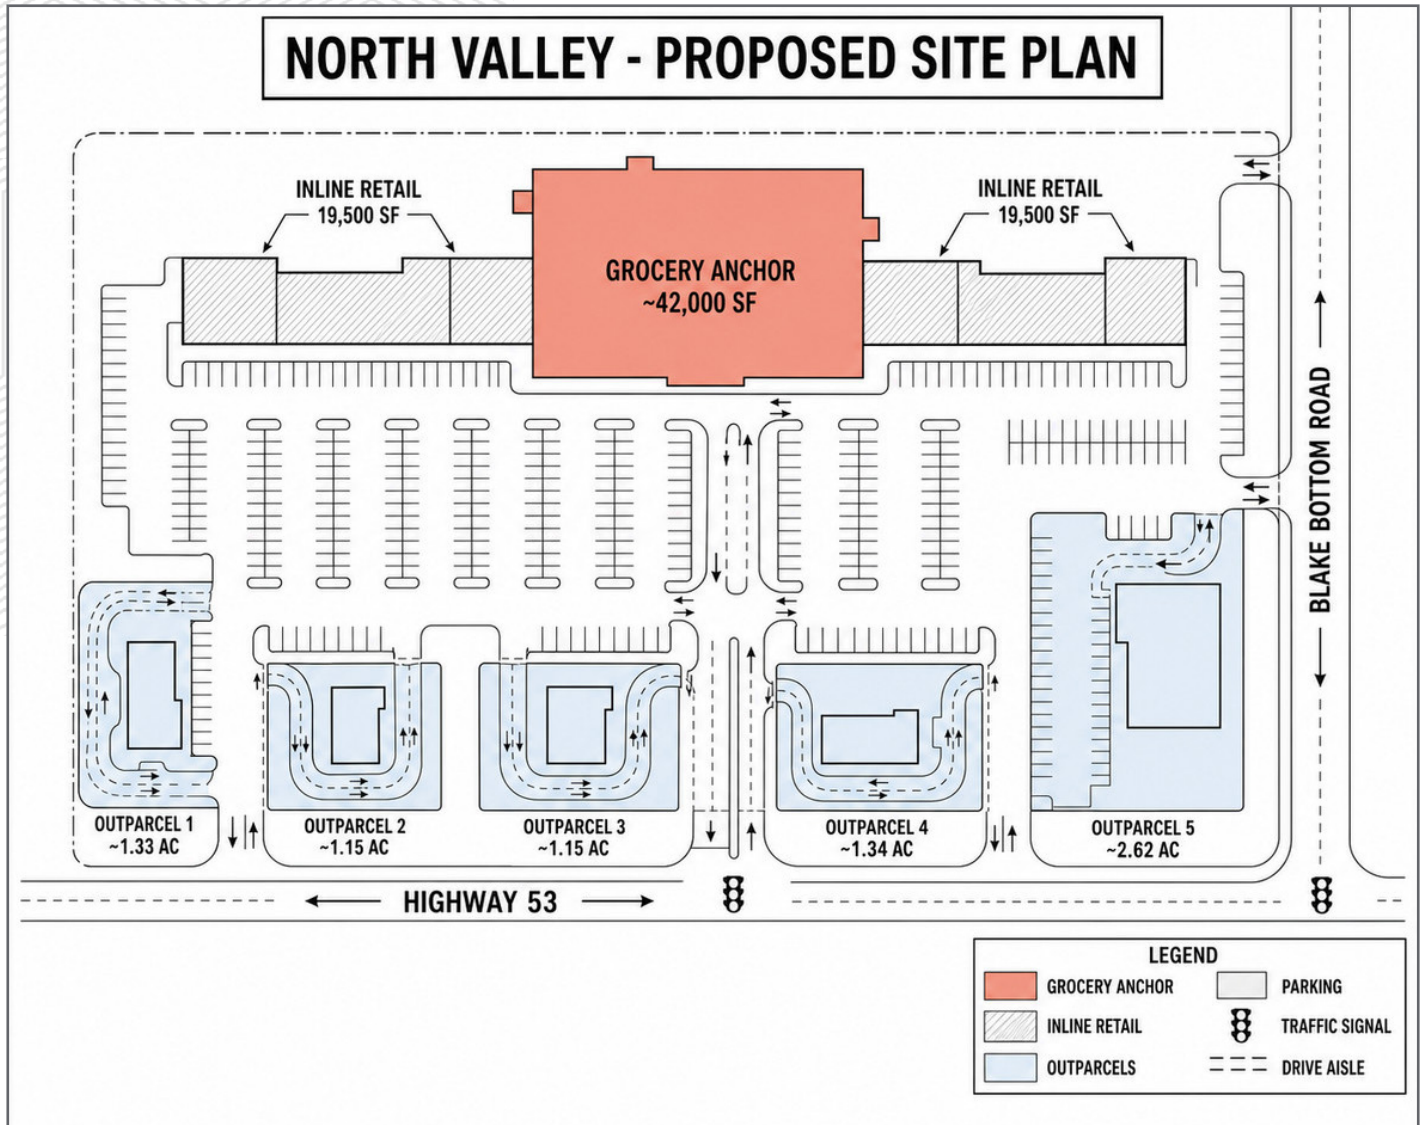 NORTH VALLEY - PROPOSED SITE PLAN
INLINE RETAIL
19,500 SF
INLINE RETAIL
19,500 SF
GROCERY ANCHOR
~42,000 SF
BLAKE BOTTOM ROAD
OUTPARCEL 1
~1.33 AC
OUTPARCEL 2
~1.15 AC
OUTPARCEL 3
~1.15 AC
OUTPARCEL 4
~1.34 AC
OUTPARCEL 5
~2.62 AC
HIGHWAY 53
LEGEND
GROCERY ANCHOR
PARKING
INLINE RETAIL
TRAFFIC SIGNAL
OUTPARCELS
DRIVE AISLE